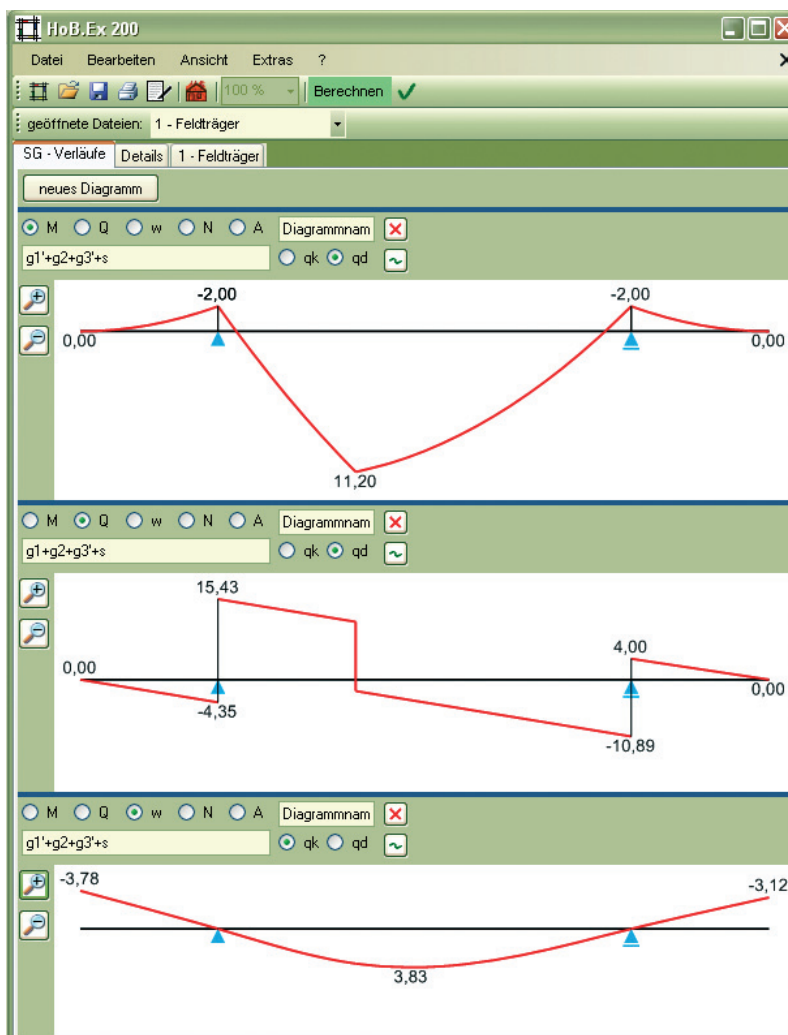 HoB.Ex 200
Datei Bearbeiten Ansicht Extras ?
100 % Berechnen
geöffnete Dateien: 1 - Feldträger
SG - Verläufe Details 1 - Feldträger
neues Diagramm
M Q w N A Diagrammnam
g1'+g2+g3'+s qk qd
-2,00 -2,00
0,00 0,00
11,20
M Q w N A Diagrammnam
g1+g2+g3'+s qk qd
15,43
4,00
0,00
0,00
-4,35
-10,89
M Q w N A Diagrammnam
g1'+g2+g3'+s qk qd
-3,78
-3,12
3,83